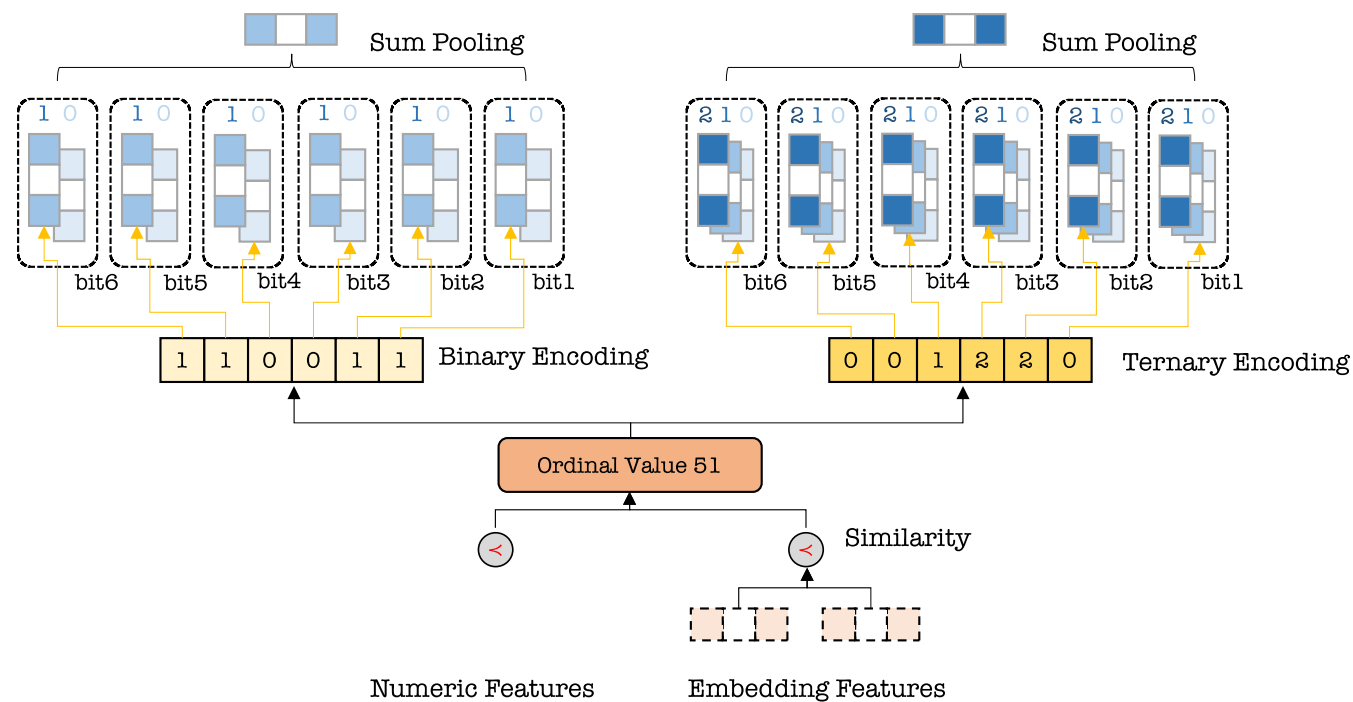 Sum Pooling
Sum Pooling
1 0
1 0
1 0
1 0
1 0
1 0
2 1 0
2 1 0
2 1 0
2 1 0
2 1 0
2 1 0
bit6
bit5
bit4
bit3
bit2
bit1
bit6
bit5
bit4
bit3
bit2
bit1
1 1 0 0 1 1
Binary Encoding
0 0 1 2 2 0
Ternary Encoding
Ordinal Value 51
≺
≺
Similarity
Numeric Features
Embedding Features